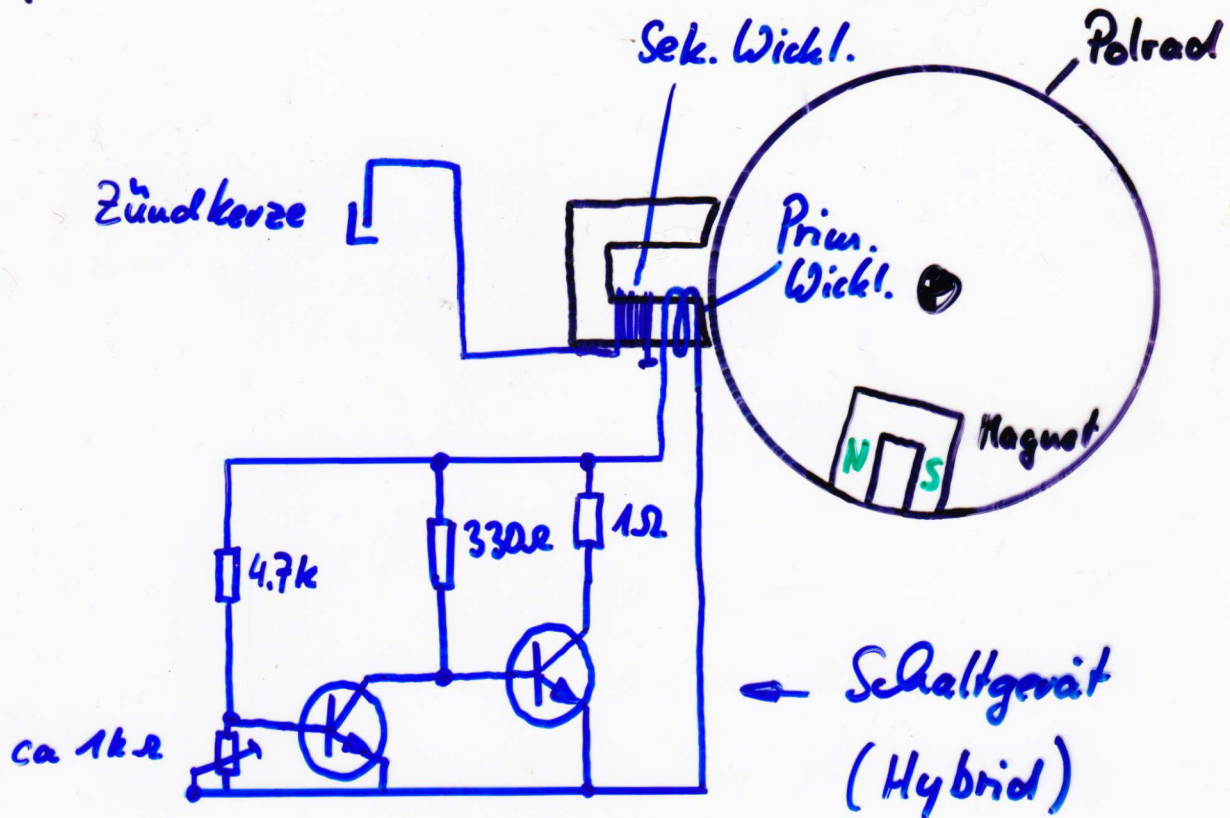 Sek. Wickl.
Polrad
Zündkerze
Prim.
Wickl.
Magnet
N
S
330Ω
1Ω
4.7k
Schaltgerät
ca 1kΩ
(Hybrid)